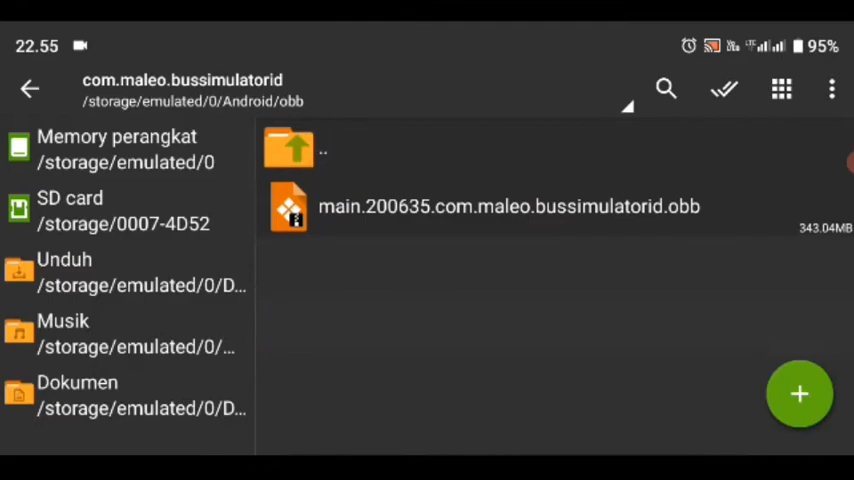 22.55
95%
com.maleo.bussimulatorid
/storage/emulated/0/Android/obb
Memory perangkat
/storage/emulated/0
SD card
/storage/0007-4D52
Unduh
/storage/emulated/0/D...
Musik
/storage/emulated/0/...
Dokumen
/storage/emulated/0/D...
..
main.200635.com.maleo.bussimulatorid.obb
343.04MB